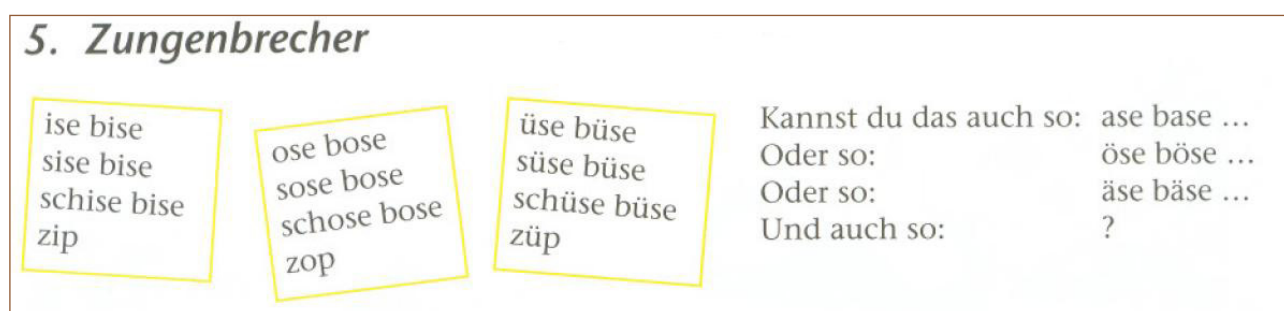 5. Zungenbrecher
ise bise
sise bise
schise bise
zip
ose bose
sose bose
schose bose
zop
üse büse
süse büse
schüse büse
züp
Kannst du das auch so: ase base ...
Oder so: öse böse ...
Oder so: äse bäse ...
Und auch so: ?